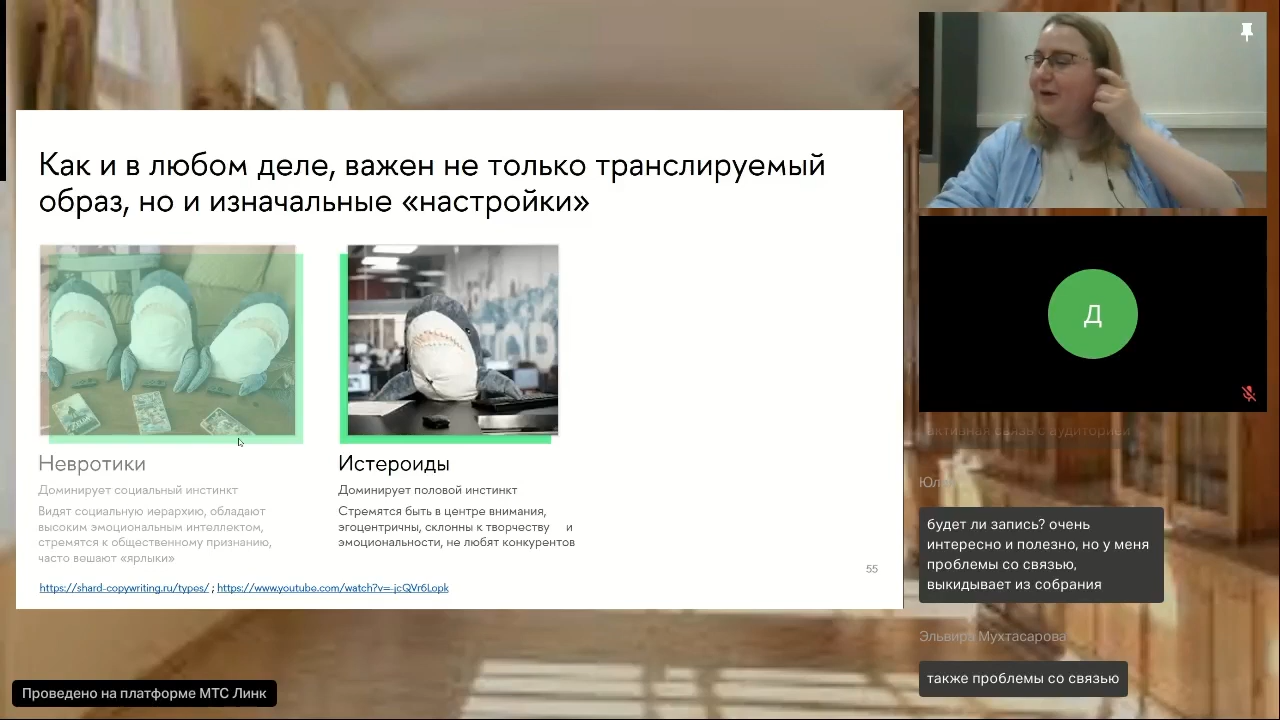 Как и в любом деле, важен не только транслируемый
образ, но и изначальные «настройки»
Невротики
Доминирует социальный инстинкт
Видят социальную иерархию, обладают
высоким эмоциональным интеллектом,
стремятся к общественному признанию,
часто вешают «ярлыки»
Истероиды
Доминирует половой инстинкт
Стремятся быть в центре внимания,
эгоцентричны, склонны к творчеству и
эмоциональности, не любят конкурентов
55
https://shard-copywriting.ru/types/ ; https://www.youtube.com/watch?v=-jcQVr6Lopk
Проведено на платформе МТС Линк
Д
активная связь с аудиторией
будет ли запись? очень
интересно и полезно, но у меня
проблемы со связью,
выкидывает из собрания
Эльвира Мухтасарова
также проблемы со связью